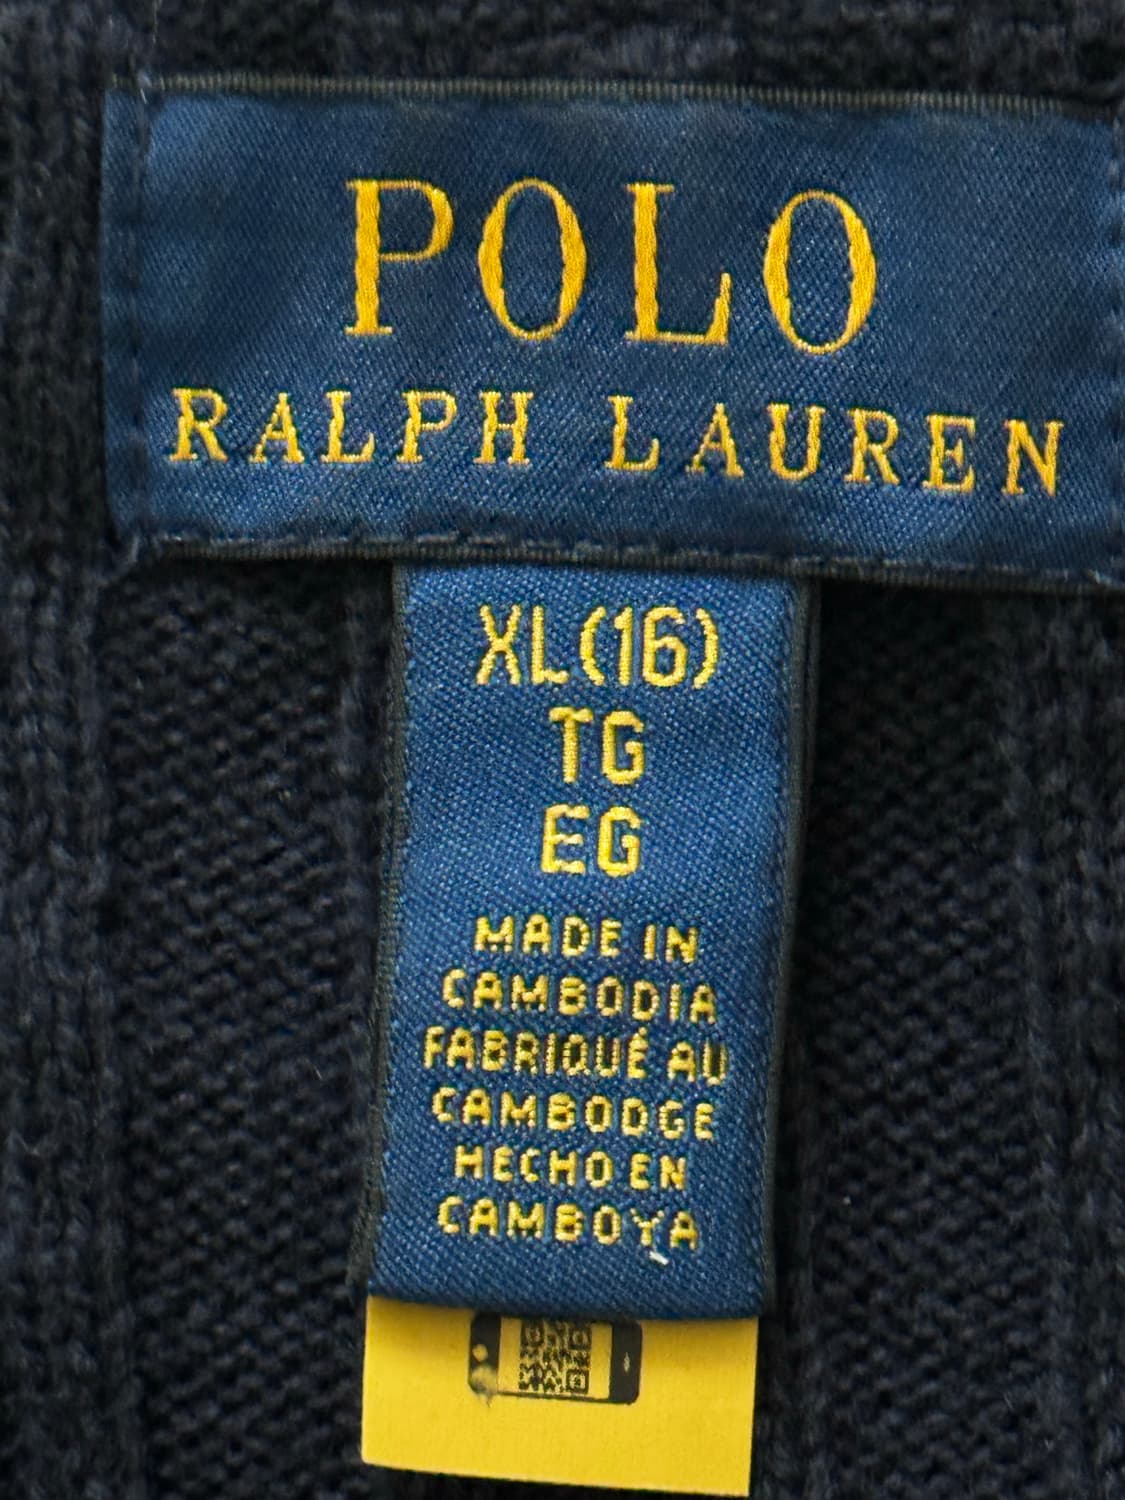 POLO
RALPH LAUREN
XL(16)
TG
EG
MADE IN
CAMBODIA
FABRIQUÉ AU
CAMBODGE
HECHO EN
CAMBOYA